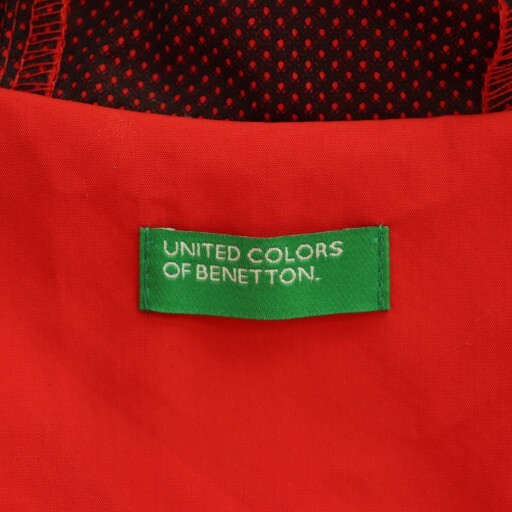 UNITED COLORS
OF BENETTON.